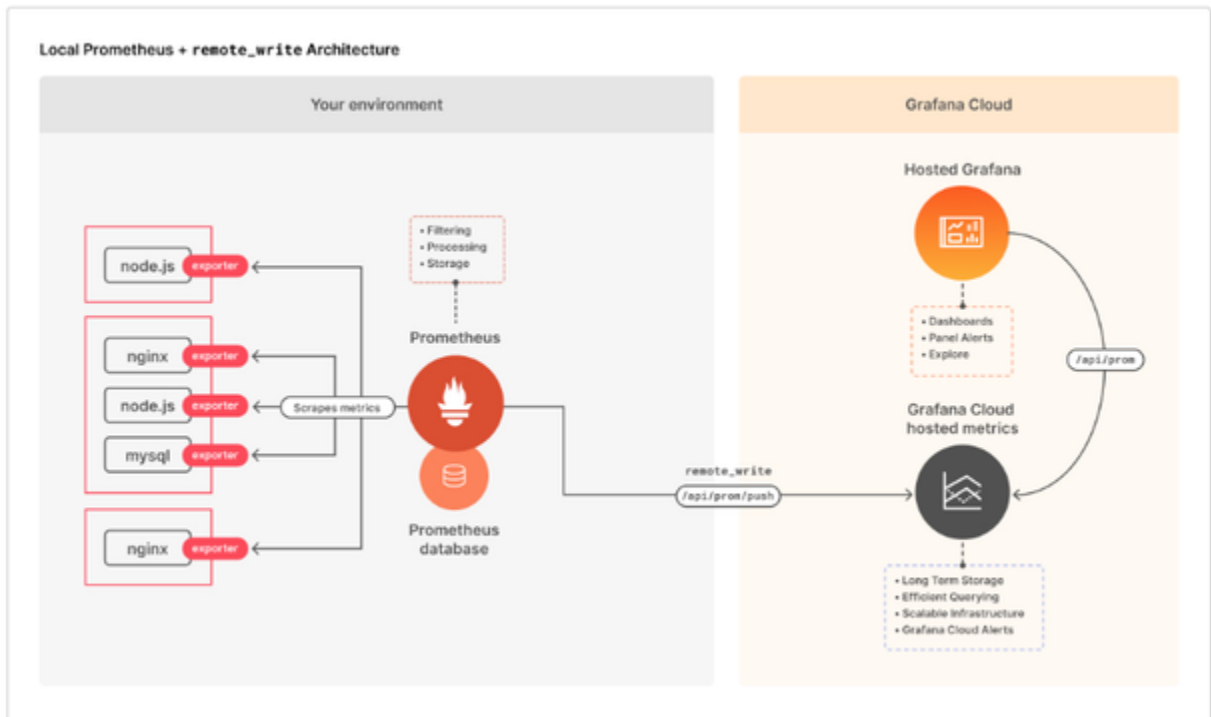 Local Prometheus + remote_write Architecture
Your environment
Grafana Cloud
Hosted Grafana
• Filtering
• Processing
• Storage
node.js
exporter
Prometheus
• Dashboards
• Panel Alerts
• Explore
/api/prom
nginx
exporter
node.js
exporter
Scrapes metrics
mysql
exporter
Grafana Cloud
hosted metrics
remote_write
/api/prom/push
Prometheus
database
nginx
exporter
• Long Term Storage
• Efficient Querying
• Scalable Infrastructure
• Grafana Cloud Alerts